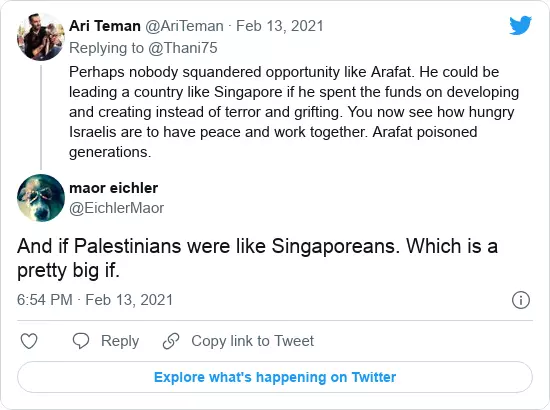 Ari Teman @AriTeman · Feb 13, 2021
Replying to @Thani75
Perhaps nobody squandered opportunity like Arafat. He could be
leading a country like Singapore if he spent the funds on developing
and creating instead of terror and grifting. You now see how hungry
Israelis are to have peace and work together. Arafat poisoned
generations.
maor eichler
@EichlerMaor
And if Palestinians were like Singaporeans. Which is a
pretty big if.
6:54 PM · Feb 13, 2021
Reply Copy link to Tweet
Explore what's happening on Twitter